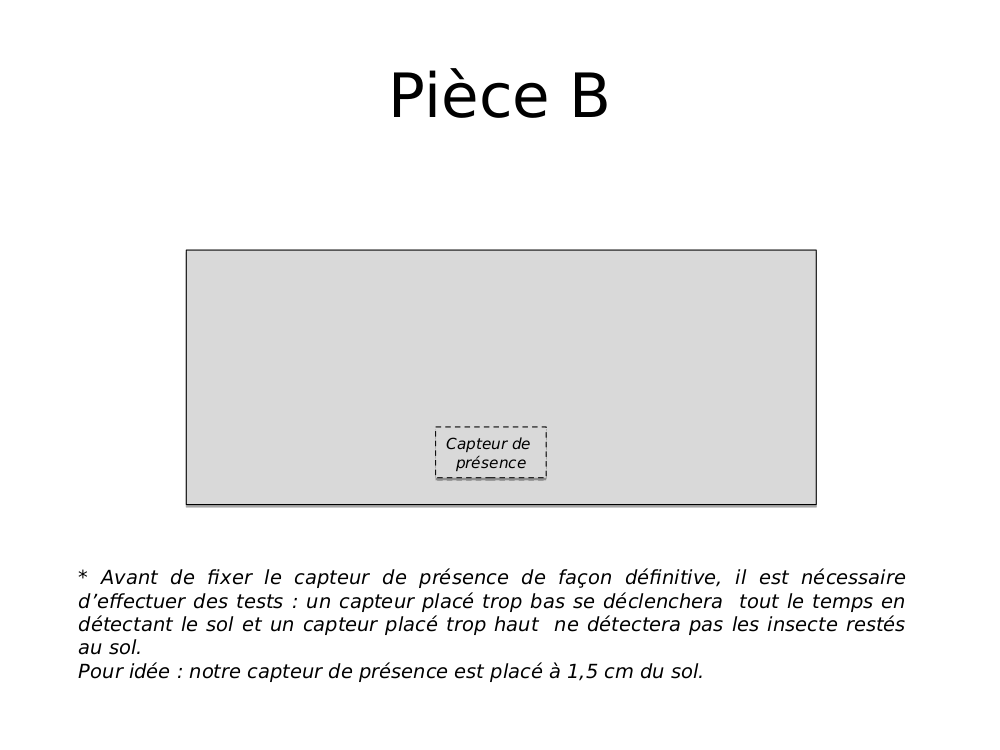 Pièce B
Capteur de
présence
* Avant de fixer le capteur de présence de façon définitive, il est nécessaire
d’effectuer des tests : un capteur placé trop bas se déclenchera  tout le temps en
détectant le sol et un capteur placé trop haut  ne détectera pas les insecte restés
au sol.
Pour idée : notre capteur de présence est placé à 1,5 cm du sol.